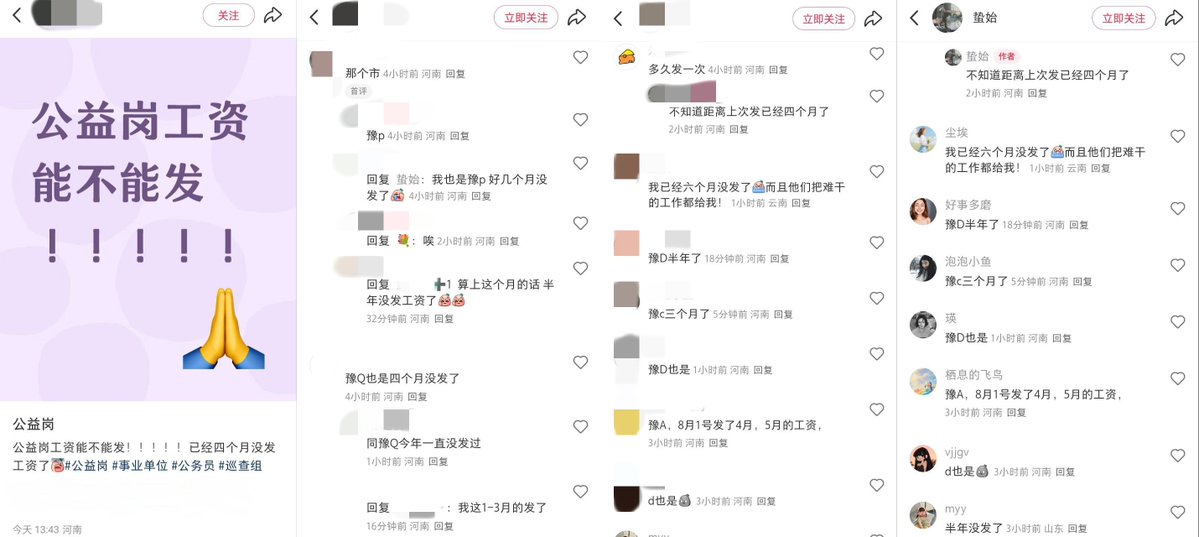 关注
公益岗工资
能不能发
！！！！！
公益岗
公益岗工资能不能发！！！！！已经四个月没发
工资了#公益岗 #事业单位 #公务员 #巡查组
今天 13:43 河南
立即关注
那个市 4小时前 河南 回复
首评
豫p 4小时前 河南 回复
回复 蛰始：我也是豫p 好几个月没
发了 4小时前 河南 回复
回复 ：唉 2小时前 河南 回复
回复 ➕1 算上这个月的话 半
年没发工资了
32分钟前 河南 回复
豫Q也是四个月没发了
4小时前 河南 回复
同豫Q今年一直没发过
1小时前 河南 回复
回复 ：我这1-3月的发了
16分钟前 河南 回复
立即关注
多久发一次 4小时前 河南 回复
不知道距离上次发已经四个月了
2小时前 河南 回复
我已经六个月没发了而且他们把难干
的工作都给我！ 1小时前 云南 回复
豫D半年了 18分钟前 河南 回复
豫c三个月了 5分钟前 河南 回复
豫D也是 1小时前 河南 回复
豫A，8月1号发了4月，5月的工资，
3小时前 河南 回复
d也是 3小时前 河南 回复
蛰始
立即关注
蛰始 作者
不知道距离上次发已经四个月了
2小时前 河南 回复
尘埃
我已经六个月没发了而且他们把难干
的工作都给我！ 1小时前 云南 回复
好事多磨
豫D半年了 18分钟前 河南 回复
泡泡小鱼
豫c三个月了 5分钟前 河南 回复
瑛
豫D也是 1小时前 河南 回复
栖息的飞鸟
豫A，8月1号发了4月，5月的工资，
3小时前 河南 回复
vjjgv
d也是 3小时前 河南 回复
myy
半年没发了 3小时前 山东 回复